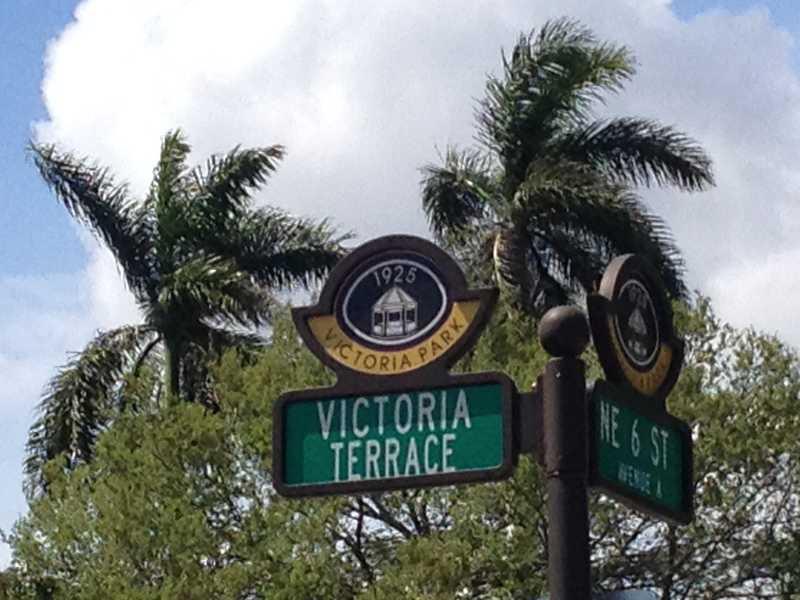 1925
VICTORIA PARK
VICTORIA
TERRACE
NE 6 ST
AVENUE A